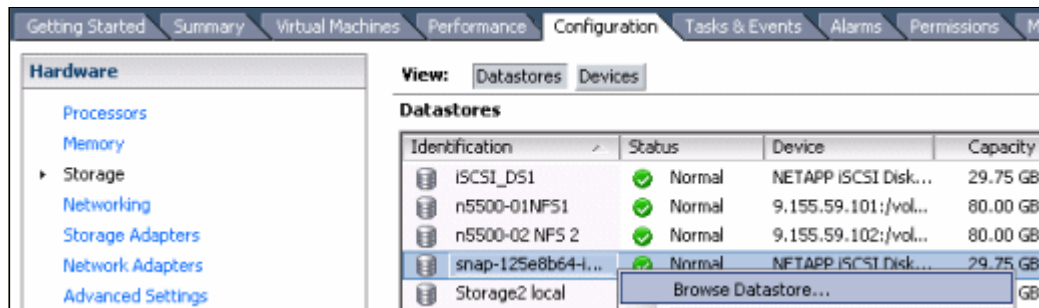 Getting Started Summary Virtual Machines Performance Configuration Tasks & Events Alarms Permissions M
Hardware
Processors
Memory
Storage
Networking
Storage Adapters
Network Adapters
Advanced Settings
View: Datastores Devices
Datastores
Identification Status Device Capacity
iSCSI_DS1 Normal NETAPP iSCSI Disk... 29.75 GB
n5500-01NFS1 Normal 9.155.59.101:/vol... 80.00 GB
n5500-02 NFS 2 Normal 9.155.59.102:/vol... 80.00 GB
snap-125e8b64-i... Normal NETAPP iSCSI Disk... 29.75 GB
Storage2 local Browse Datastore... GB